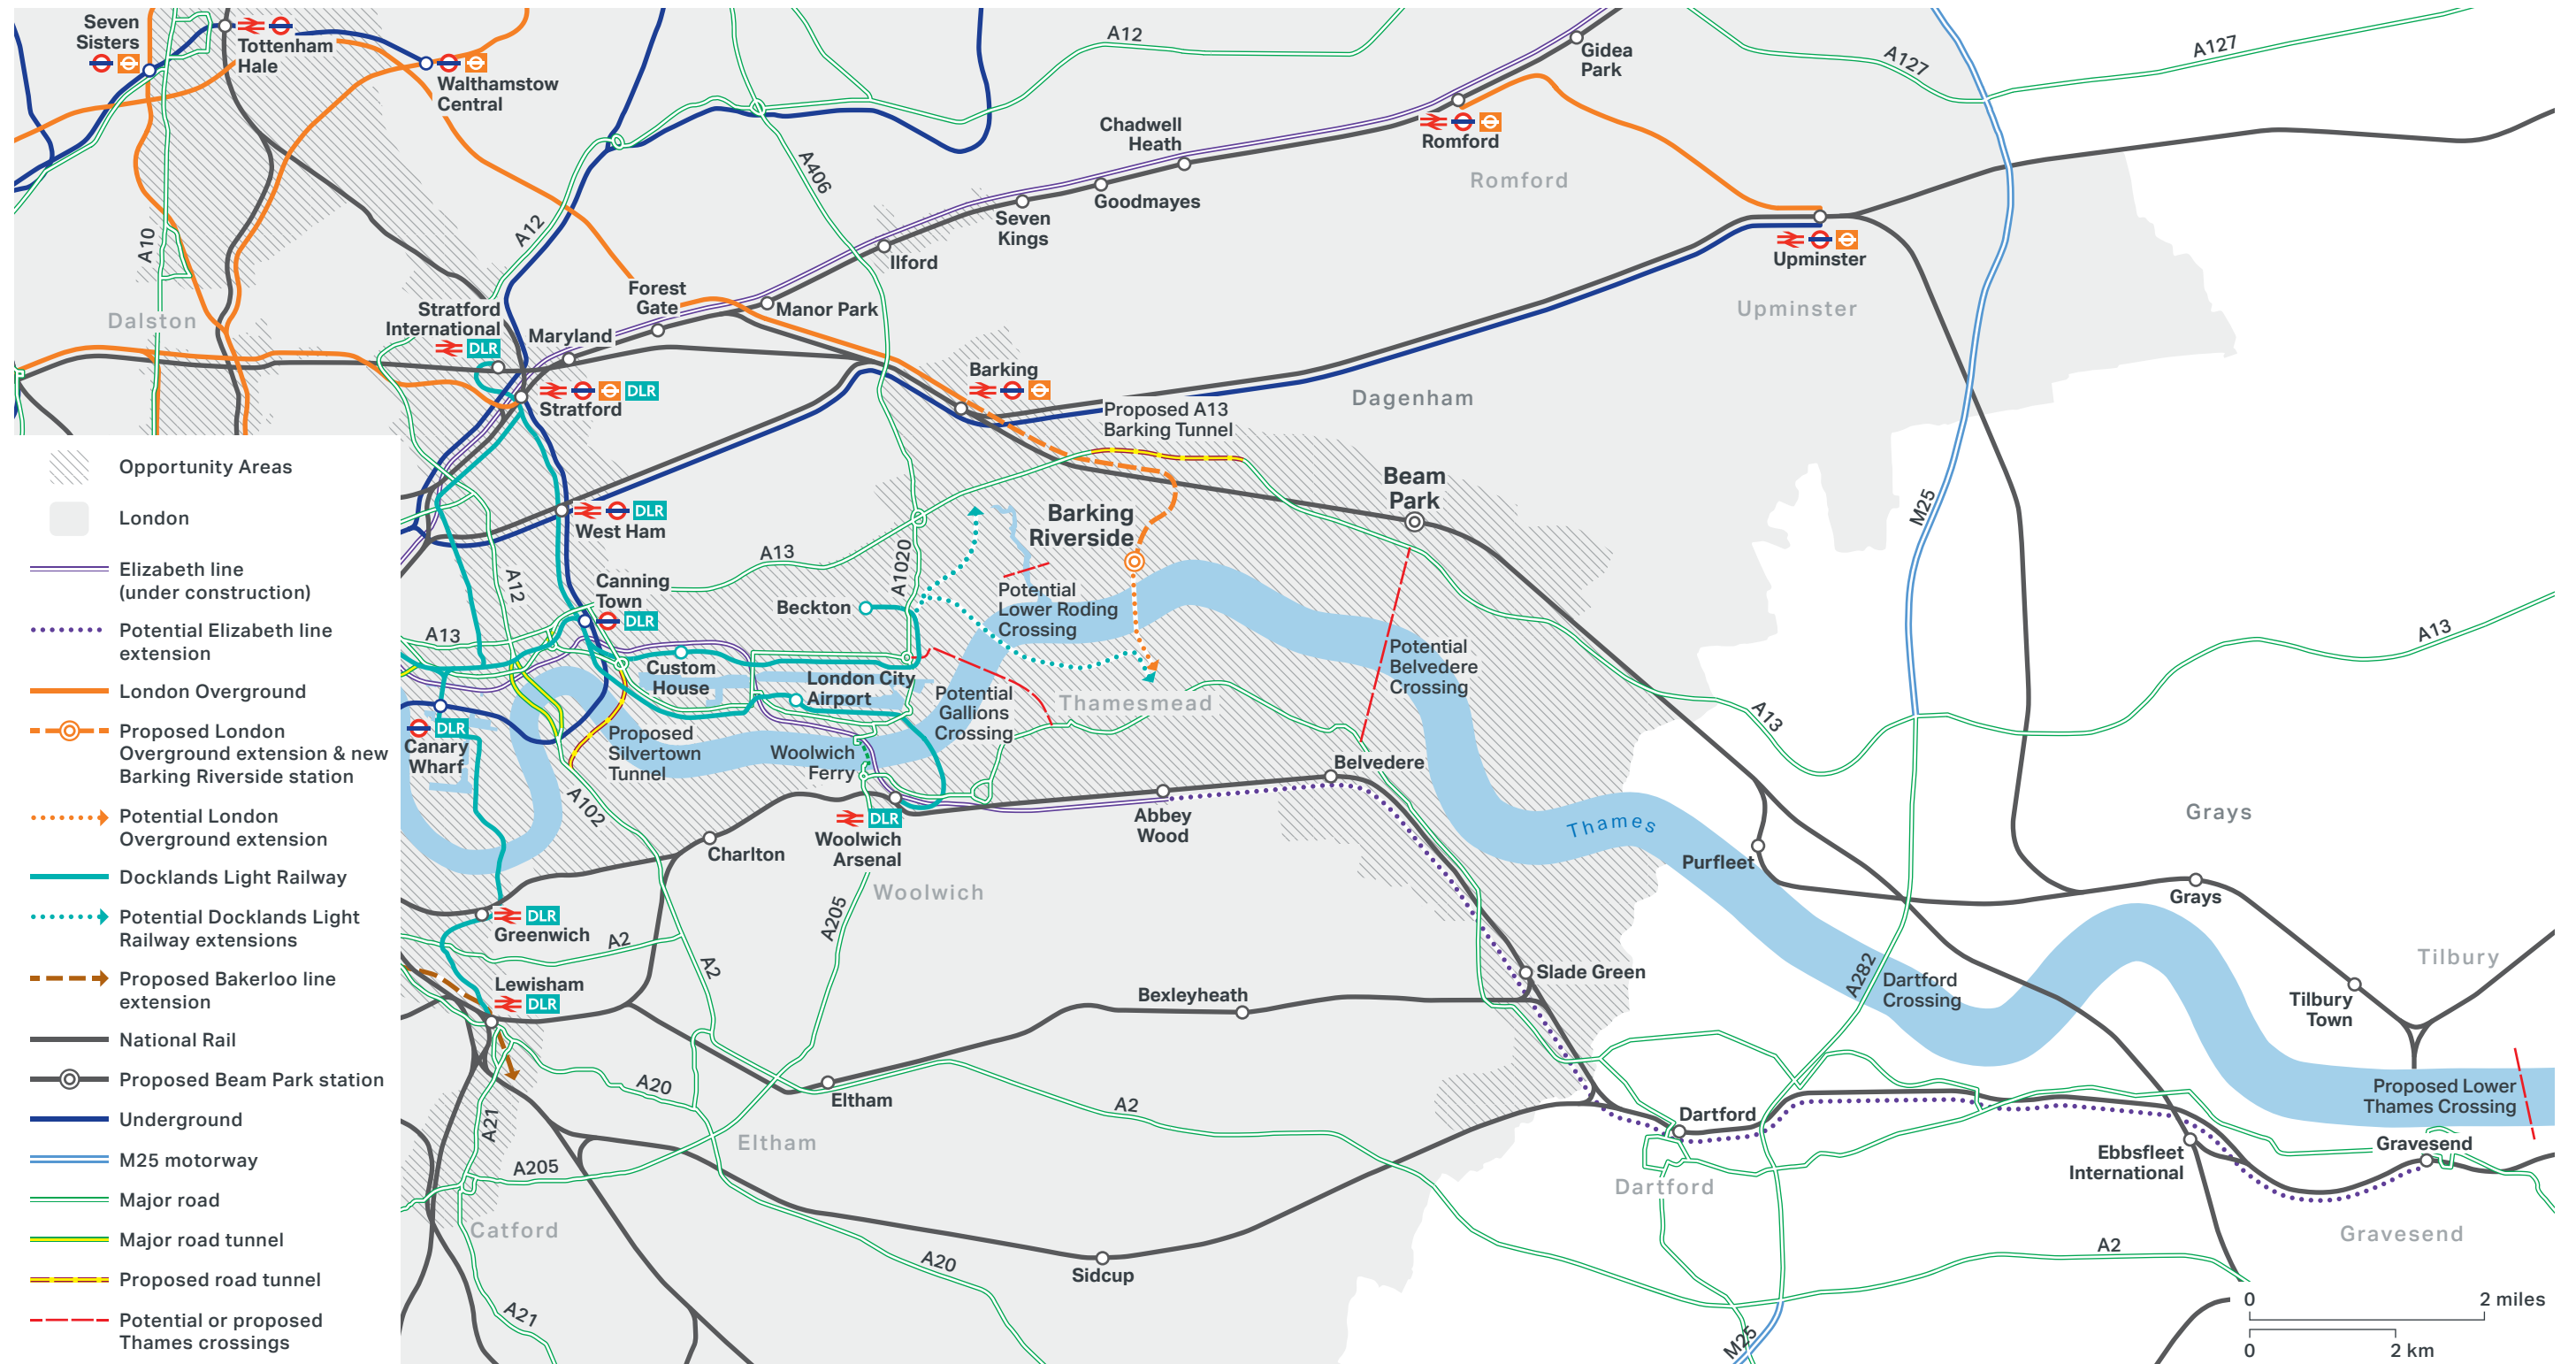 Seven
Sisters
Tottenham
Hale
Walthamstow
Central
A12
Gidea
Park
A127
A127
Chadwell
Heath
Romford
A406
Goodmayes
Romford
Seven
Kings
A10
A12
Ilford
Upminster
Forest
Gate
Manor Park
Upminster
Dalston
Stratford
International
DLR
Maryland
Barking
DLR
Stratford
Dagenham
Proposed A13
Barking Tunnel
Beam
Park
DLR
West Ham
Barking
Riverside
M25
A13
A1020
A12
Canning
Town
DLR
Beckton
Potential
Lower Roding
Crossing
A13
Custom
House
London City
Airport
Potential
Gallions
Crossing
Thamesmead
Potential
Belvedere
Crossing
A13
A13
DLR
Canary
Wharf
Proposed
Silvertown
Tunnel
Woolwich
Ferry
Belvedere
A102
Charlton
DLR
Woolwich
Arsenal
Abbey
Wood
Thames
Grays
Purfleet
Woolwich
Grays
DLR
Greenwich
A2
A205
A2
Slade Green
A282
Dartford
Crossing
Tilbury
Lewisham
DLR
Bexleyheath
Tilbury
Town
A20
Eltham
A2
Dartford
Proposed Lower
Thames Crossing
A21
Eltham
A205
Gravesend
Ebbsfleet
International
Dartford
Catford
Gravesend
A20
Sidcup
A2
A21
M25
0
2 miles
0
2 km
Opportunity Areas
London
Elizabeth line
(under construction)
Potential Elizabeth line
extension
London Overground
Proposed London
Overground extension & new
Barking Riverside station
Potential London
Overground extension
Docklands Light Railway
Potential Docklands Light
Railway extensions
Proposed Bakerloo line
extension
National Rail
Proposed Beam Park station
Underground
M25 motorway
Major road
Major road tunnel
Proposed road tunnel
Potential or proposed
Thames crossings